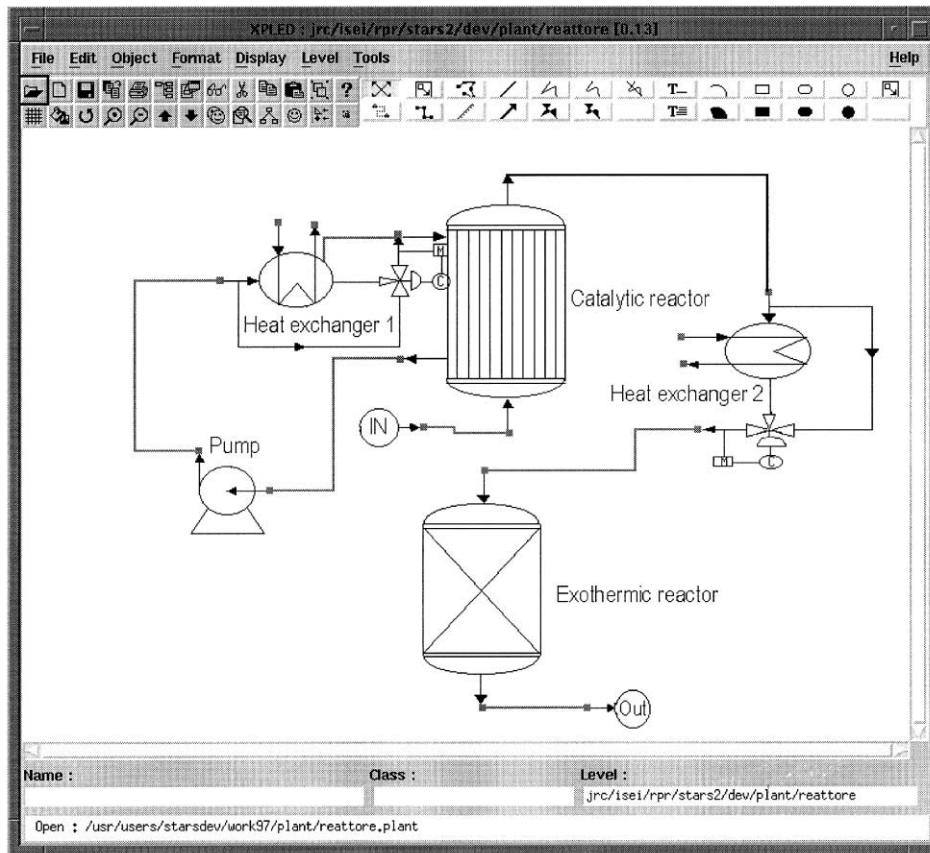 XPLED : jrc/isei/rpr/stars2/dev/plant/reattore [0.13]
File Edit Object Format Display Level Tools Help
Catalytic reactor
Heat exchanger 1
Heat exchanger 2
IN
Pump
M
C
M
C
Exothermic reactor
Out
Name :
Class :
Level :
jrc/isei/rpr/stars2/dev/plant/reattore
Open : /usr/users/starsdev/work97/plant/reattore.plant